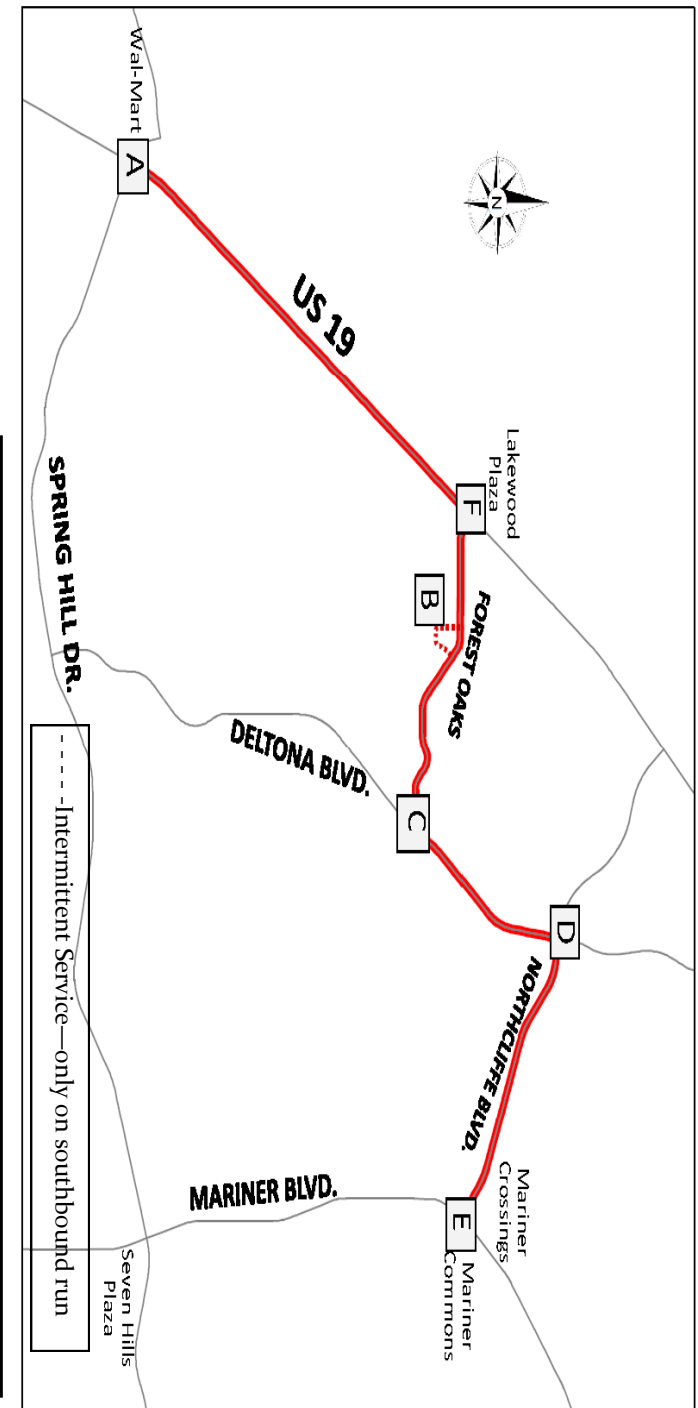 Wal-Mart
A
N
US 19
Lakewood
Plaza
F
B
FOREST OAKS
SPRING HILL DR.
DELTONA BLVD.
C
D
NORTHCLIFFE BLVD.
MARINER BLVD.
E
Mariner
Crossings
Mariner
Commons
Seven Hills
Plaza
- - - - -Intermittent Service—only on southbound run